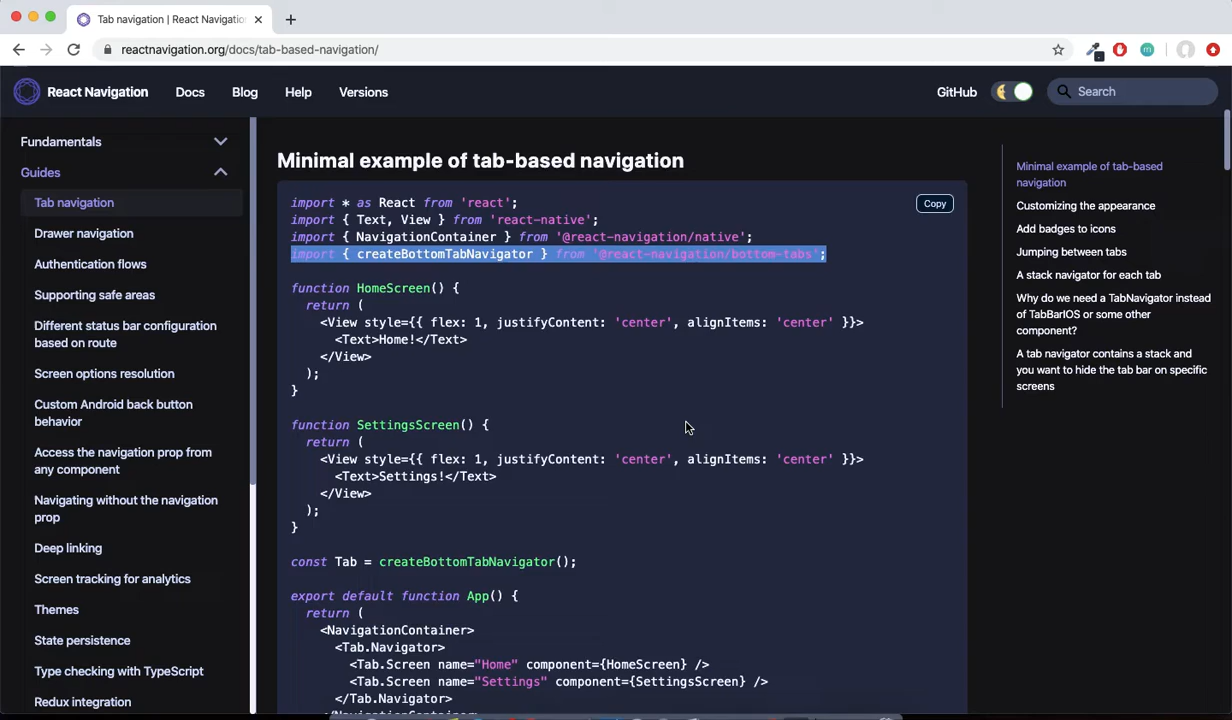 Tab navigation | React Navigatio
reactnavigation.org/docs/tab-based-navigation/
React Navigation
Docs
Blog
Help
Versions
GitHub
Search
Fundamentals
Guides
Tab navigation
Drawer navigation
Authentication flows
Supporting safe areas
Different status bar configuration
based on route
Screen options resolution
Custom Android back button
behavior
Access the navigation prop from
any component
Navigating without the navigation
prop
Deep linking
Screen tracking for analytics
Themes
State persistence
Type checking with TypeScript
Redux integration
Minimal example of tab-based navigation
Copy
import * as React from 'react';
import { Text, View } from 'react-native';
import { NavigationContainer } from '@react-navigation/native';
import { createBottomTabNavigator } from '@react-navigation/bottom-tabs';
function HomeScreen() {
return (
<View style={{ flex: 1, justifyContent: 'center', alignItems: 'center' }}>
<Text>Home!</Text>
</View>
);
}
function SettingsScreen() {
return (
<View style={{ flex: 1, justifyContent: 'center', alignItems: 'center' }}>
<Text>Settings!</Text>
</View>
);
}
const Tab = createBottomTabNavigator();
export default function App() {
return (
<NavigationContainer>
<Tab.Navigator>
<Tab.Screen name="Home" component={HomeScreen} />
<Tab.Screen name="Settings" component={SettingsScreen} />
</Tab.Navigator>
</NavigationContainer>
Minimal example of tab-based
navigation
Customizing the appearance
Add badges to icons
Jumping between tabs
A stack navigator for each tab
Why do we need a TabNavigator instead
of TabBarIOS or some other
component?
A tab navigator contains a stack and
you want to hide the tab bar on specific
screens